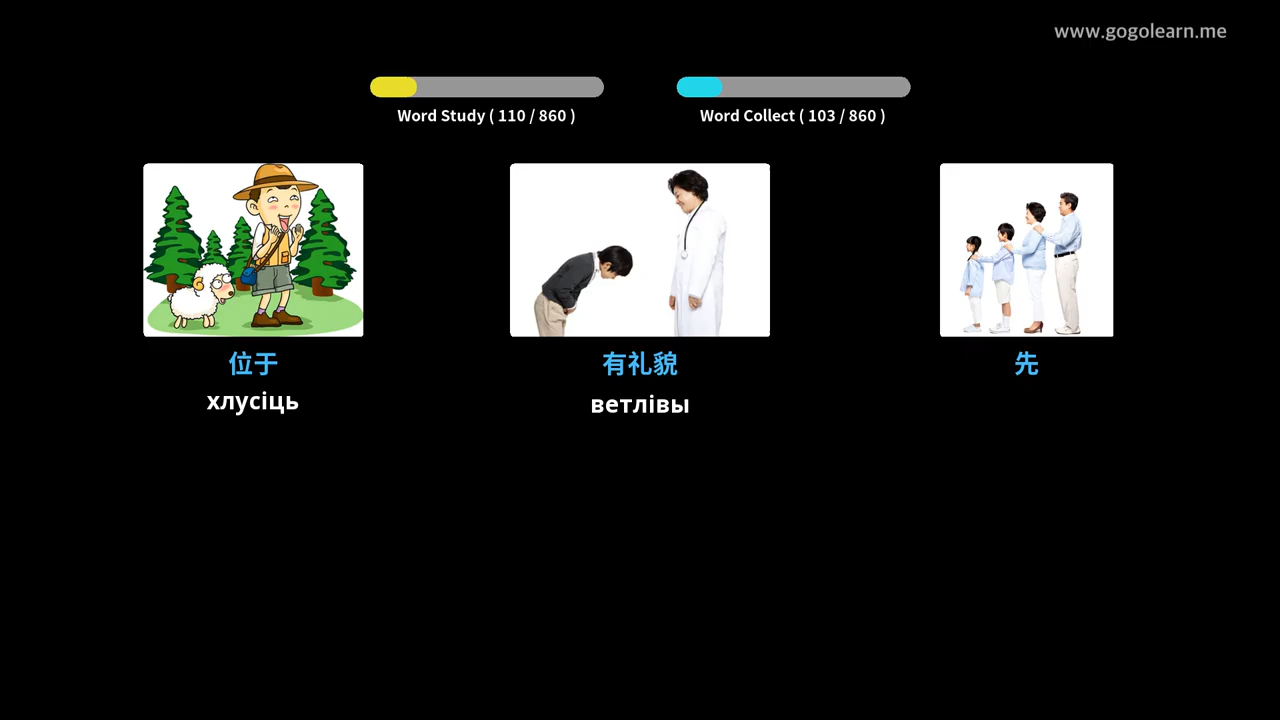 www.gogolearn.me
Word Study ( 110 / 860 )
Word Collect ( 103 / 860 )
位于
хлусіць
有礼貌
ветлівы
先